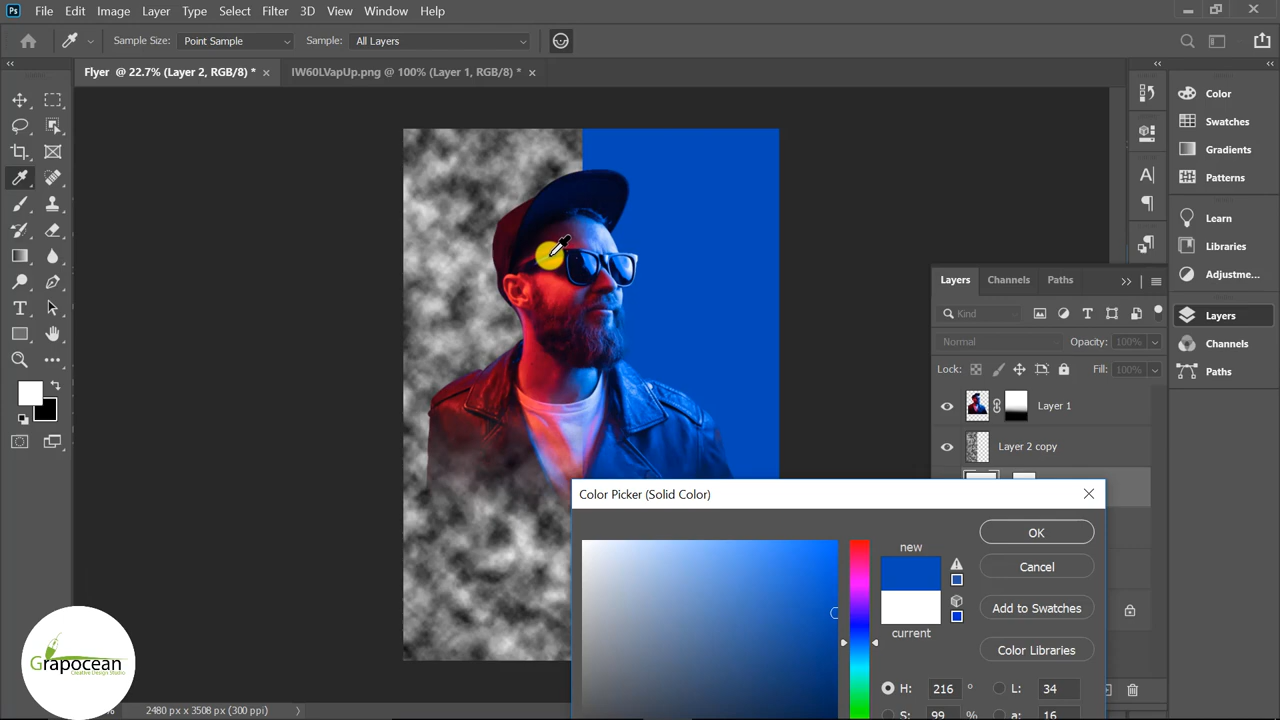 Ps File Edit Image Layer Type Select Filter 3D View Window Help
Sample Size: Point Sample Sample: All Layers
Flyer @ 22.7% (Layer 2, RGB/8) * × IW60LVapUp.png @ 100% (Layer 1, RGB/8) * ×
Color
Swatches
Gradients
Patterns
Learn
Libraries
Adjustme...
Layers
Channels
Paths
Layers Channels Paths
Kind
Normal Opacity: 100%
Lock: Fill: 100%
Layer 1
Layer 2 copy
Color Picker (Solid Color)
new
current
OK
Cancel
Add to Swatches
Color Libraries
H: 216 ° L: 34
S: 99 % a: 16
Grapocean
Creative Design Studio
2480 px x 3508 px (300 ppi)